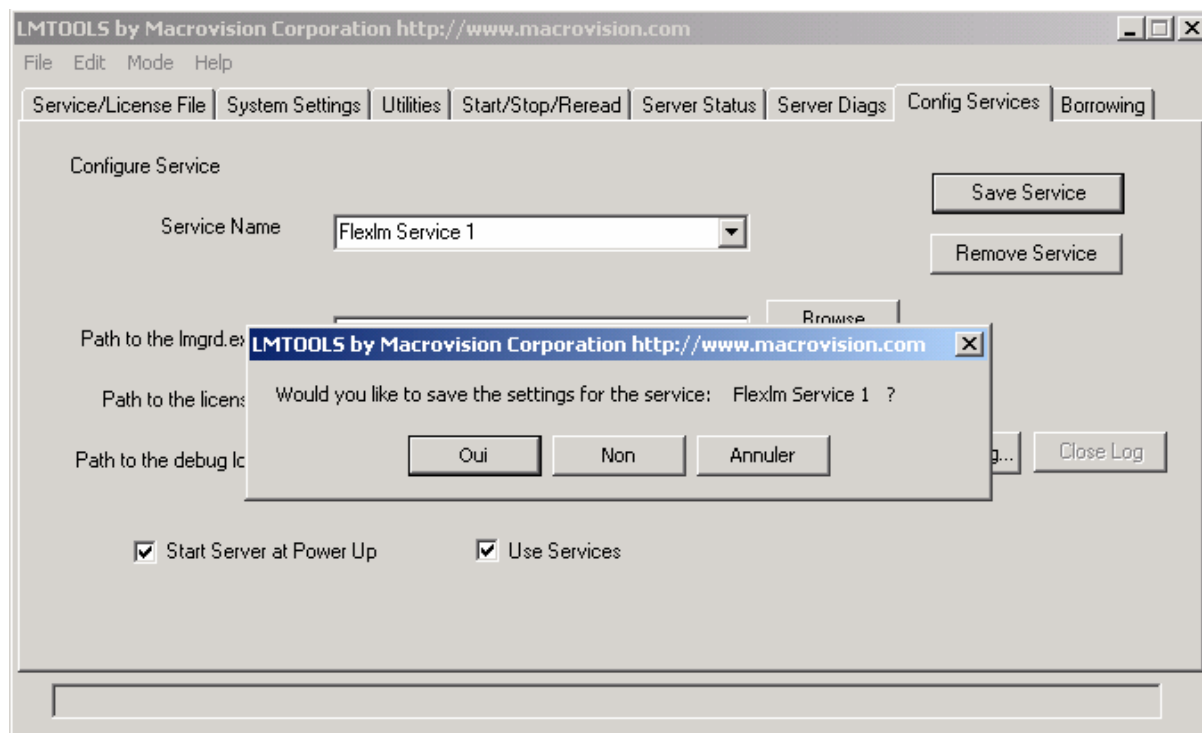 LMTOOLS by Macrovision Corporation http://www.macrovision.com
File Edit Mode Help
Service/License File System Settings Utilities Start/Stop/Reread Server Status Server Diags Config Services Borrowing
Configure Service
Save Service
Service Name Flexlm Service 1
Remove Service
Browse
Path to the lmgrd.ex
LMTOOLS by Macrovision Corporation http://www.macrovision.com
Path to the licens
Would you like to save the settings for the service: Flexlm Service 1 ?
Path to the debug lo
Oui Non Annuler
g... Close Log
Start Server at Power Up Use Services